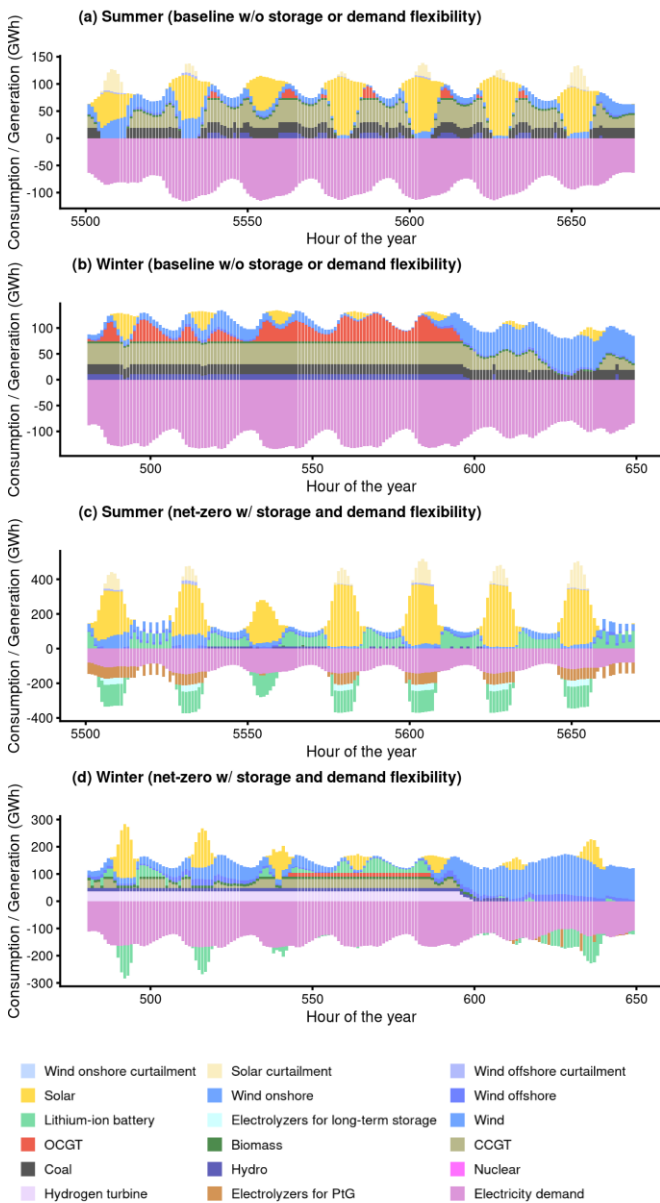 (a) Summer (baseline w/o storage or demand flexibility)
Consumption / Generation (GWh)
150
100
50
0
-50
-100
5500 5550 5600 5650
Hour of the year
(b) Winter (baseline w/o storage or demand flexibility)
Consumption / Generation (GWh)
100
50
0
-50
-100
500 550 600 650
Hour of the year
(c) Summer (net-zero w/ storage and demand flexibility)
Consumption / Generation (GWh)
400
200
0
-200
-400
5500 5550 5600 5650
Hour of the year
(d) Winter (net-zero w/ storage and demand flexibility)
Consumption / Generation (GWh)
300
200
100
0
-100
-200
-300
500 550 600 650
Hour of the year
Wind onshore curtailment Solar curtailment Wind offshore curtailment
Solar Wind onshore Wind offshore
Lithium-ion battery Electrolyzers for long-term storage Wind
OCGT Biomass CCGT
Coal Hydro Nuclear
Hydrogen turbine Electrolyzers for PtG Electricity demand